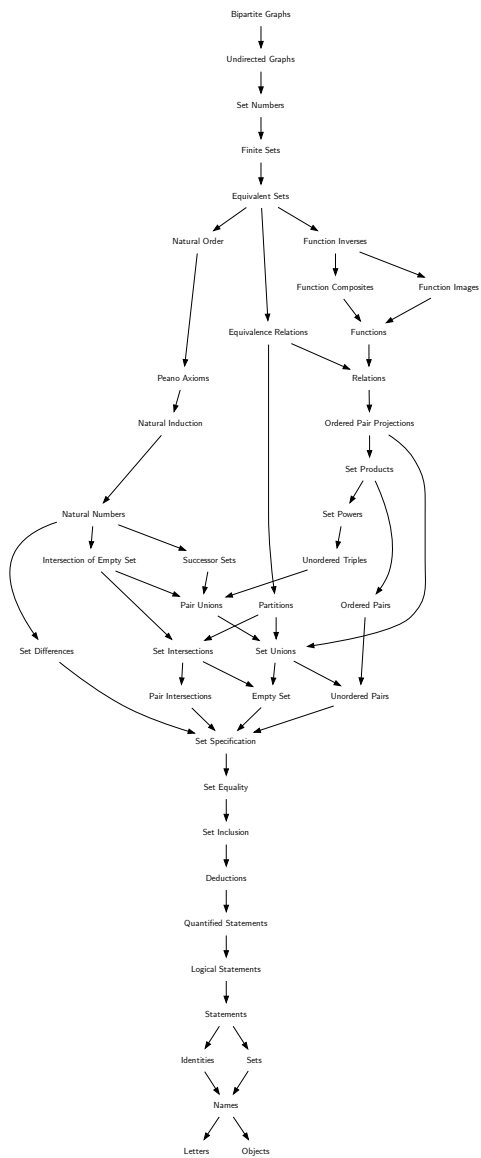 Bipartite Graphs
Undirected Graphs
Set Numbers
Finite Sets
Equivalent Sets
Natural Order
Function Inverses
Function Composites
Function Images
Equivalence Relations
Functions
Peano Axioms
Relations
Natural Induction
Ordered Pair Projections
Set Products
Natural Numbers
Set Powers
Intersection of Empty Set
Successor Sets
Unordered Triples
Pair Unions
Partitions
Ordered Pairs
Set Differences
Set Intersections
Set Unions
Pair Intersections
Empty Set
Unordered Pairs
Set Specification
Set Equality
Set Inclusion
Deductions
Quantified Statements
Logical Statements
Statements
Identities
Sets
Names
Letters
Objects